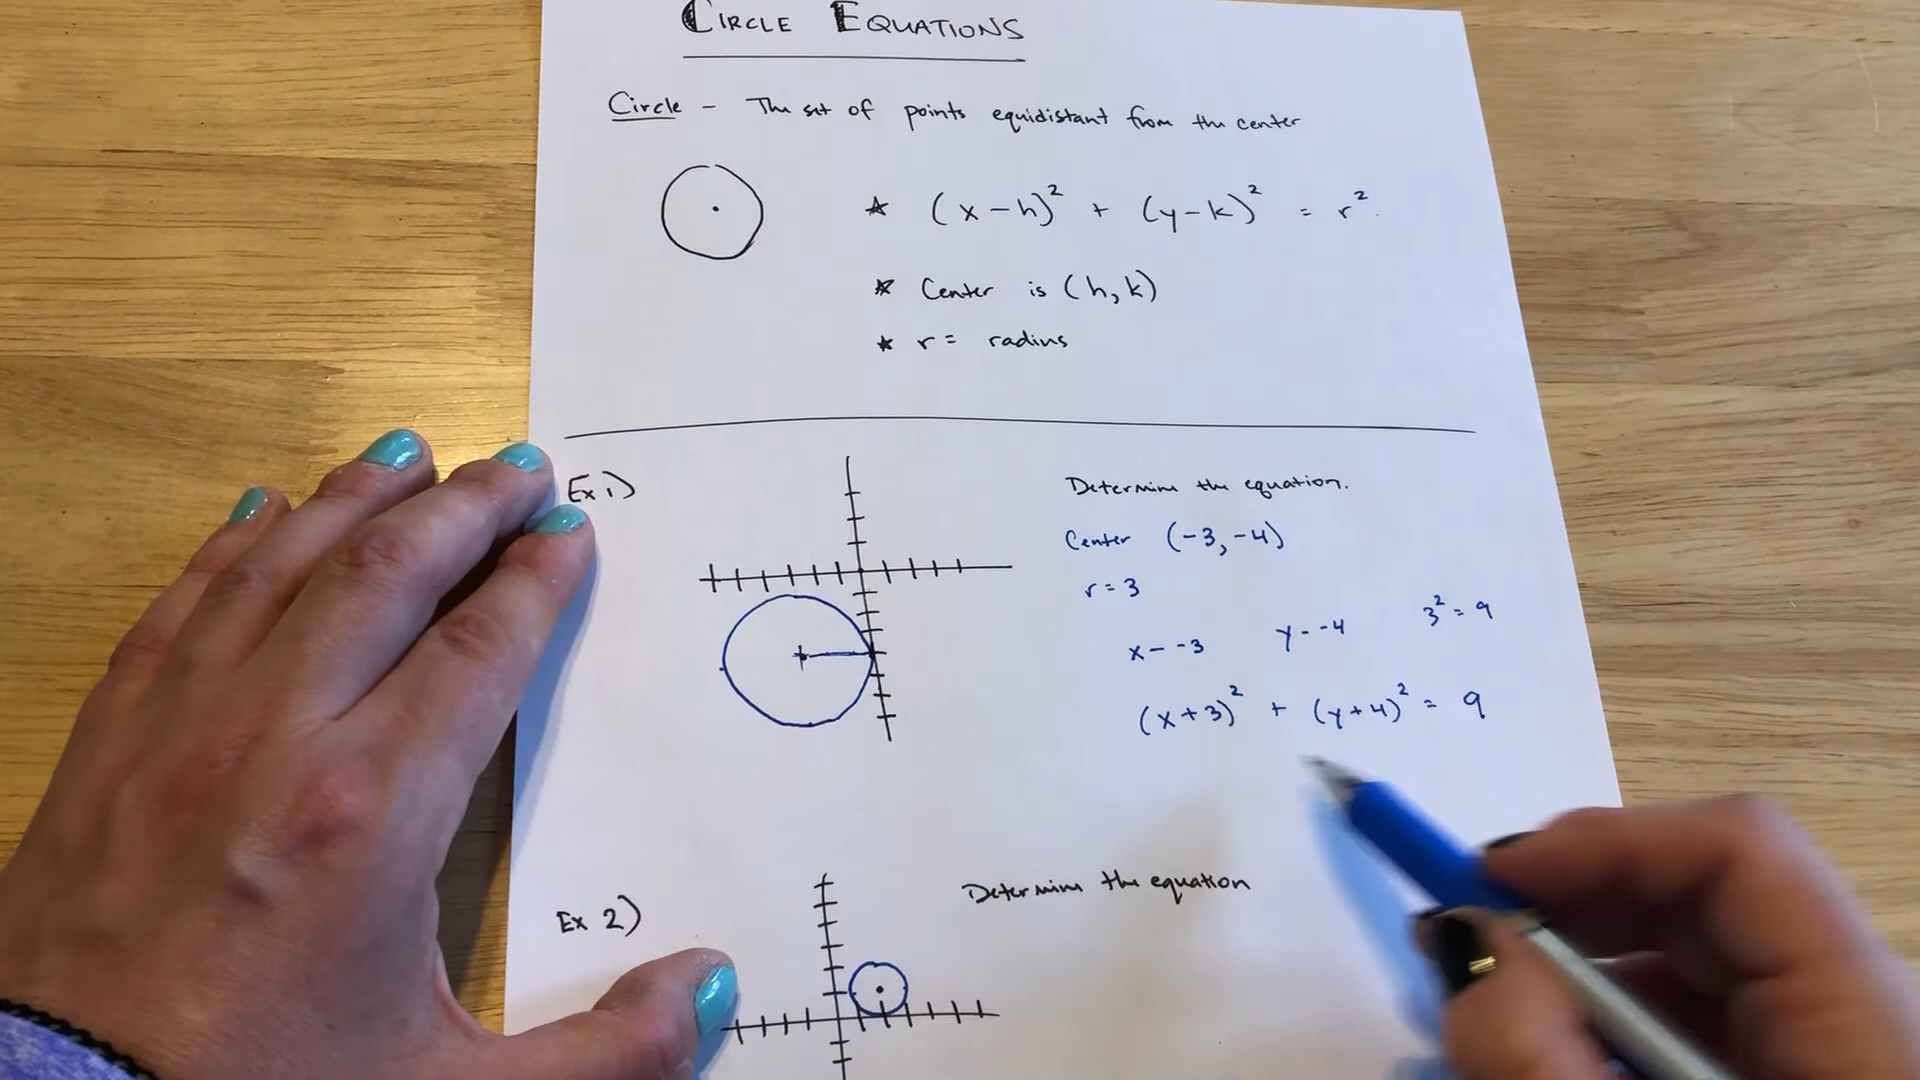 CIRCLE EQUATIONS
Circle - The set of points equidistant from the center
★ (x-h)² + (y-k)² = r².
★ Center is (h,k)
★ r = radius
Ex 1)
Determine the equation.
Center (-3,-4)
r = 3
x--3 y--4 3² = 9
(x+3)² + (y+4)² = 9
Ex 2)
Determine the equation